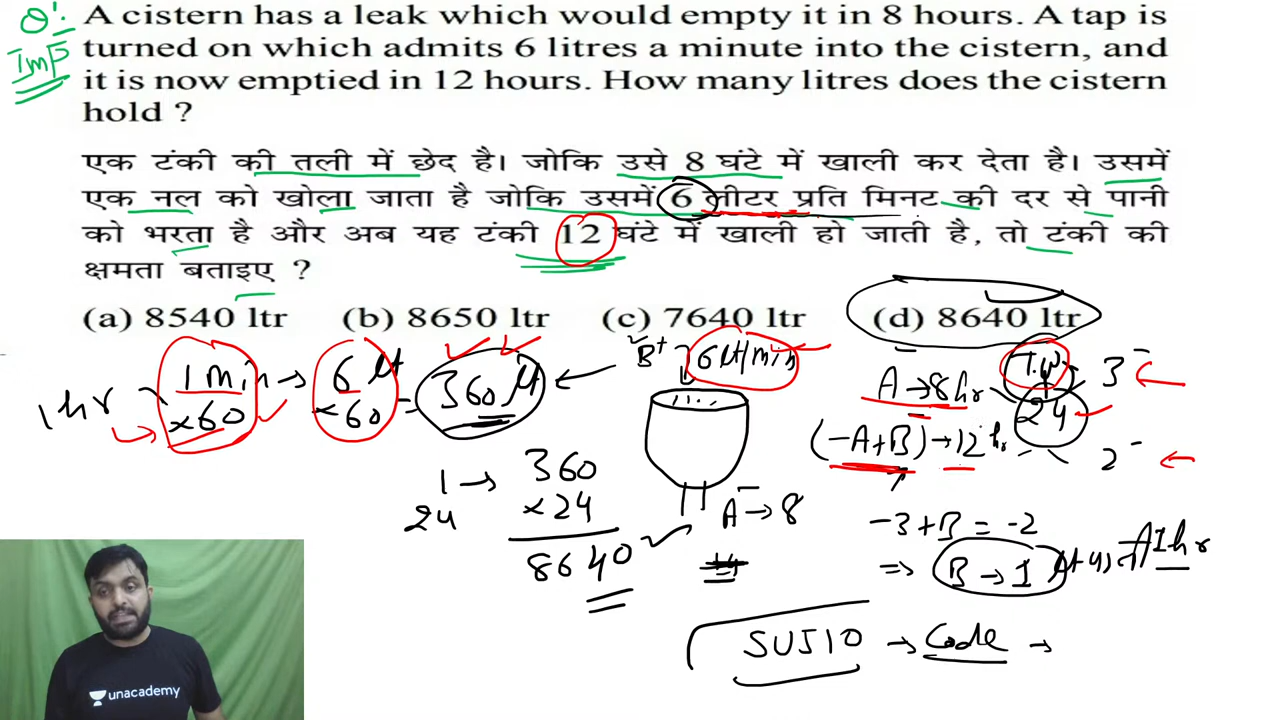 Q'.
Imp
A cistern has a leak which would empty it in 8 hours. A tap is
turned on which admits 6 litres a minute into the cistern, and
it is now emptied in 12 hours. How many litres does the cistern
hold ?
एक टंकी की तली में छेद है। जोकि उसे 8 घंटे में खाली कर देता है। उसमें
एक नल को खोला जाता है जोकि उसमें 6 लीटर प्रति मिनट की दर से पानी
को भरता है और अब यह टंकी 12 घंटे में खाली हो जाती है, तो टंकी की
क्षमता बताइए ?
(a) 8540 ltr (b) 8650 ltr (c) 7640 ltr (d) 8640 ltr
1 hr → 1 min → 6 lt
×60 ×60 = 360 lt
B+ 6 lt/min
A → 8 hr T.W 3-
24
(-A+B) → 12 hr 2-
1 → 360
24 ×24
8640
A- → 8
-3+B = -2
⇒ B → 1 1 hr
SUJ10 → Code →
unacademy